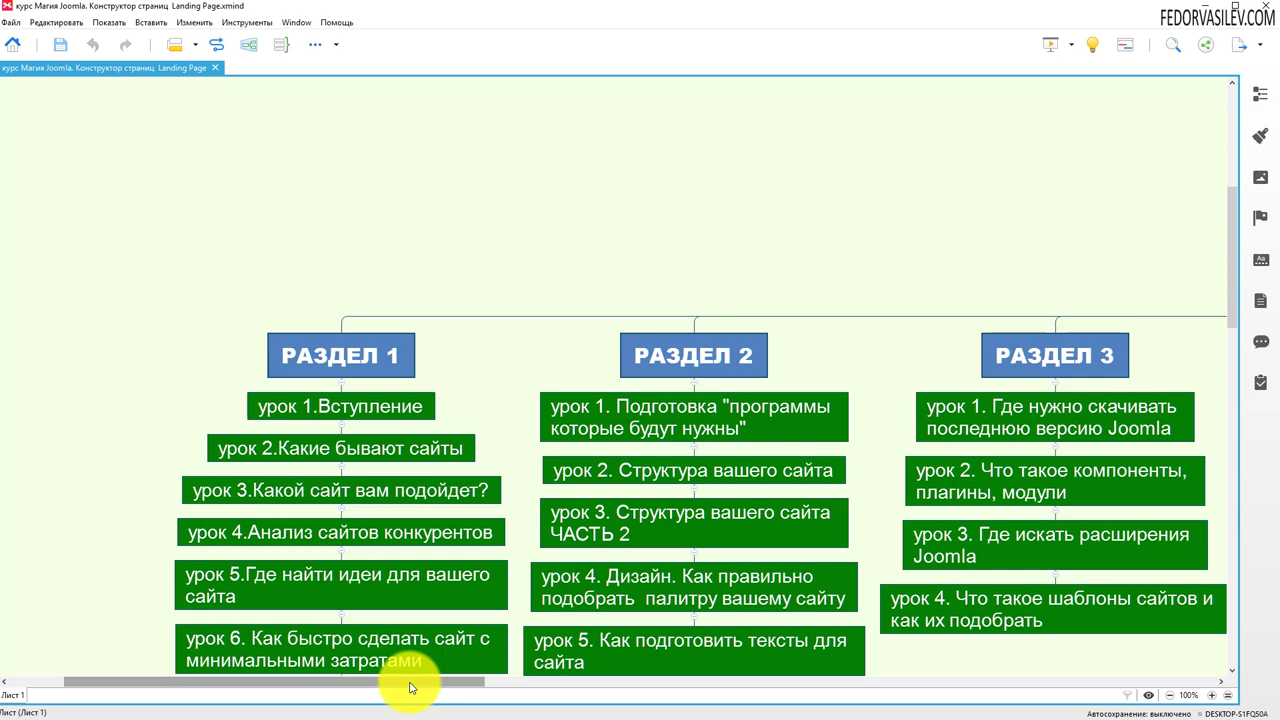 курс Магия Joomla. Конструктор страниц  Landing Page.xmind
FEDORVASILEV.COM
Файл Редактировать Показать Вставить Изменить Инструменты Window Помощь
курс Магия Joomla. Конструктор страниц  Landing Page
РАЗДЕЛ 1
урок 1.Вступление
урок 2.Какие бывают сайты
урок 3.Какой сайт вам подойдет?
урок 4.Анализ сайтов конкурентов
урок 5.Где найти идеи для вашего
сайта
урок 6. Как быстро сделать сайт с
минимальными затратами
РАЗДЕЛ 2
урок 1. Подготовка "программы
которые будут нужны"
урок 2. Структура вашего сайта
урок 3. Структура вашего сайта
ЧАСТЬ 2
урок 4. Дизайн. Как правильно
подобрать  палитру вашему сайту
урок 5. Как подготовить тексты для
сайта
РАЗДЕЛ 3
урок 1. Где нужно скачивать
последнюю версию Joomla
урок 2. Что такое компоненты,
плагины, модули
урок 3. Где искать расширения
Joomla
урок 4. Что такое шаблоны сайтов и
как их подобрать
Aa
Лист 1
100%
Лист (Лист 1)
Автосохранение: выключено
DESKTOP-S1FQ50A